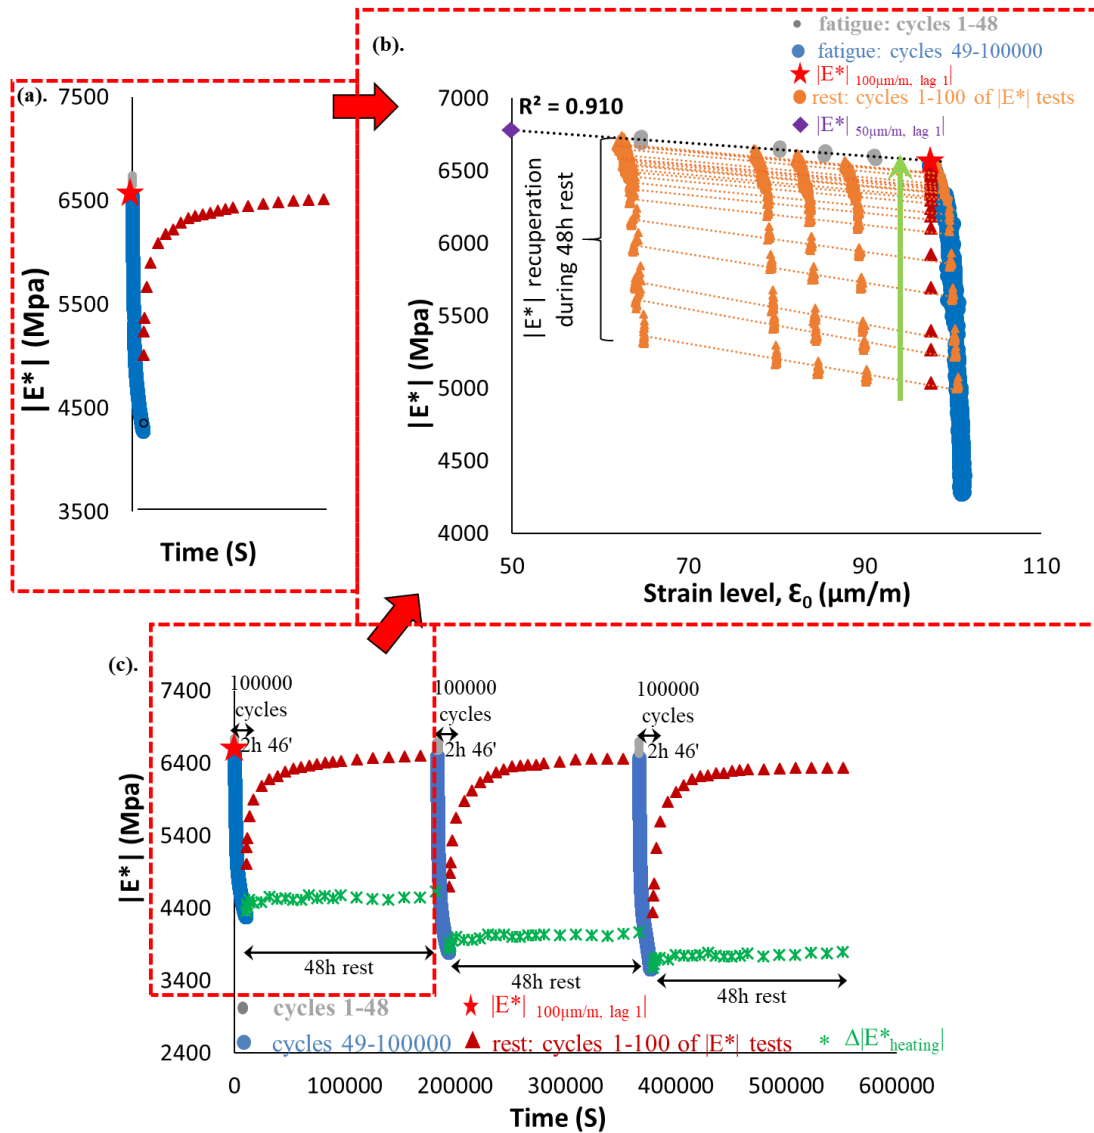 (a).
7500
6500
5500
4500
3500
|E*| (Mpa)
Time (S)
(b).
fatigue: cycles 1-48
fatigue: cycles 49-100000
|E*| 100μm/m, lag 1|
rest: cycles 1-100 of |E*| tests
|E*| 50μm/m, lag 1|
R² = 0.910
7000
6500
6000
5500
5000
4500
4000
|E*| (Mpa)
|E*| recuperation
during 48h rest
50
70
90
110
Strain level, Ɛ0 (μm/m)
(c).
7400
6400
5400
4400
3400
2400
|E*| (Mpa)
100000
cycles
2h 46'
100000
cycles
2h 46'
100000
cycles
2h 46'
48h rest
48h rest
48h rest
cycles 1-48
|E*| 100μm/m, lag 1|
cycles 49-100000
rest: cycles 1-100 of |E*| tests
Δ|E*heating|
0
100000
200000
300000
400000
500000
600000
Time (S)